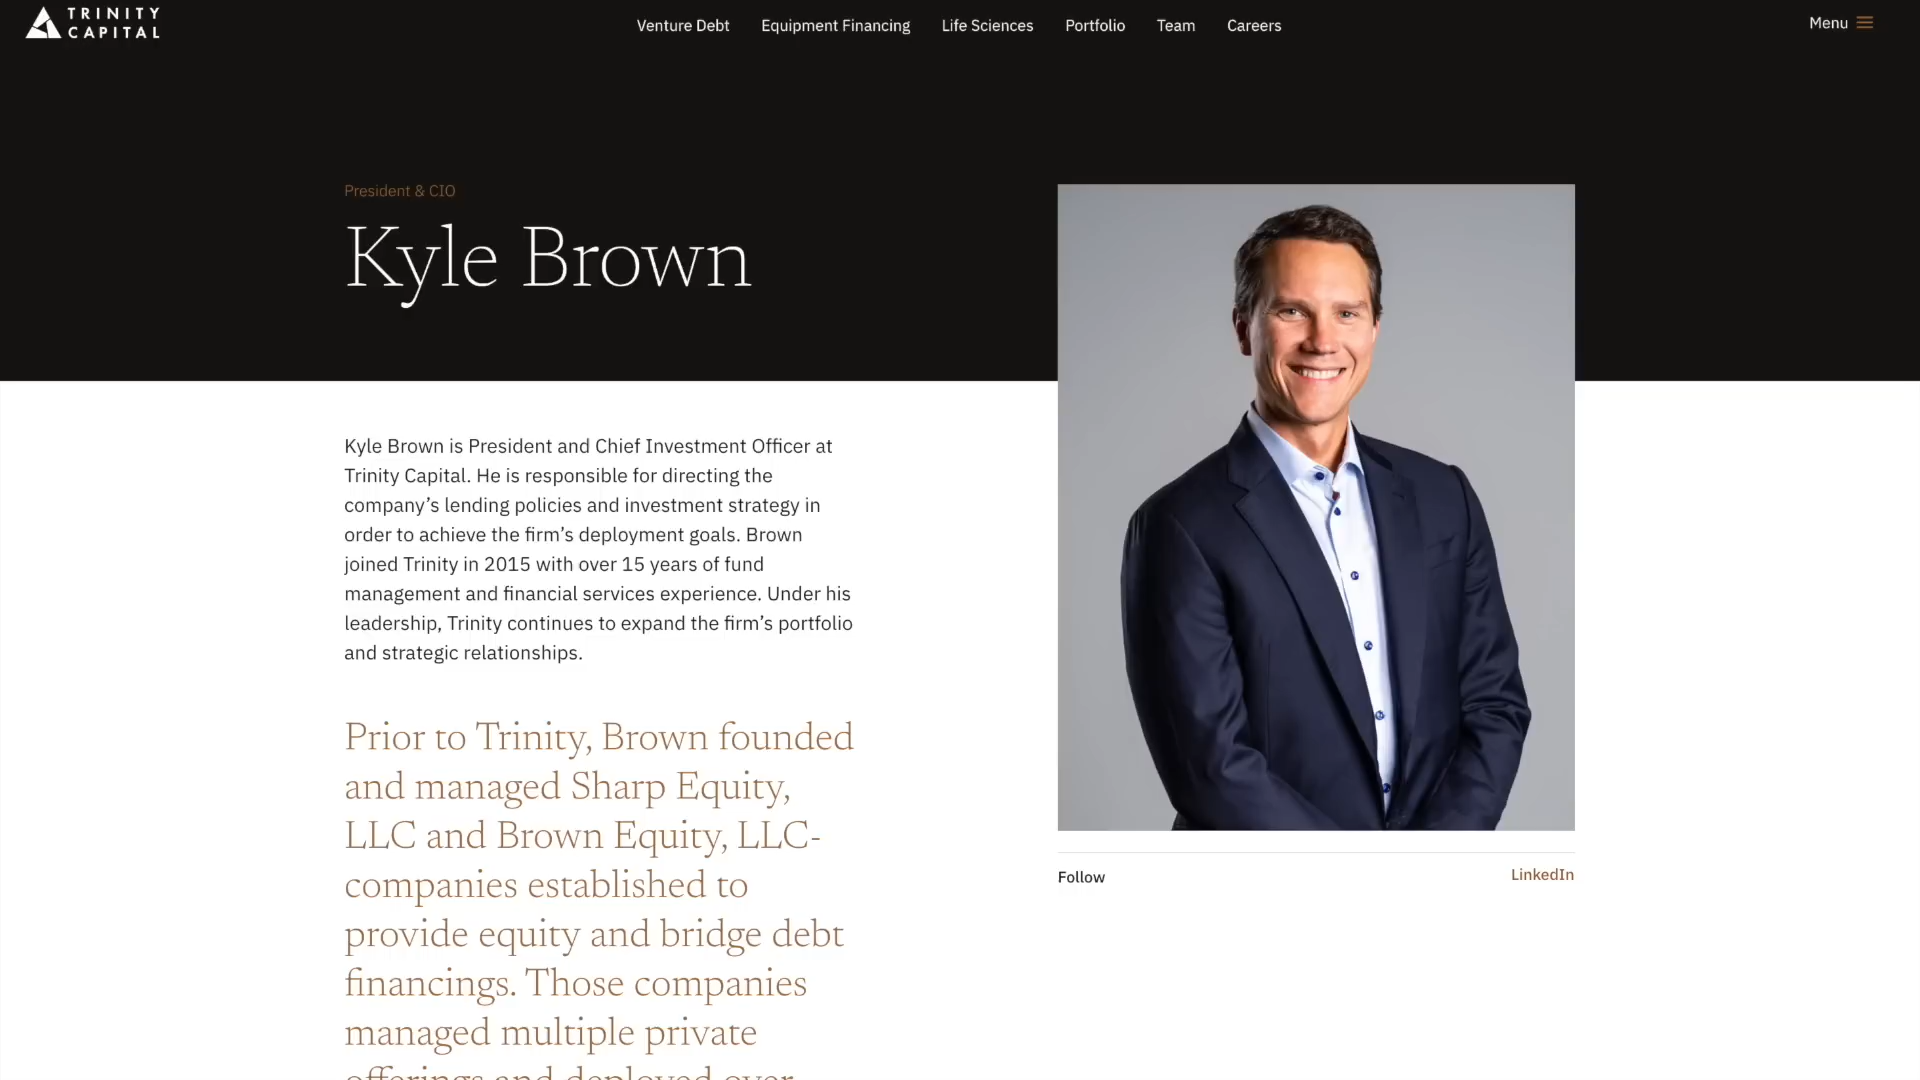 TRINITY
CAPITAL
Venture Debt
Equipment Financing
Life Sciences
Portfolio
Team
Careers
Menu
President & CIO
Kyle Brown
Kyle Brown is President and Chief Investment Officer at
Trinity Capital. He is responsible for directing the
company’s lending policies and investment strategy in
order to achieve the firm’s deployment goals. Brown
joined Trinity in 2015 with over 15 years of fund
management and financial services experience. Under his
leadership, Trinity continues to expand the firm’s portfolio
and strategic relationships.
Prior to Trinity, Brown founded
and managed Sharp Equity,
LLC and Brown Equity, LLC-
companies established to
provide equity and bridge debt
financings. Those companies
managed multiple private
offerings and deployed over
Follow
LinkedIn